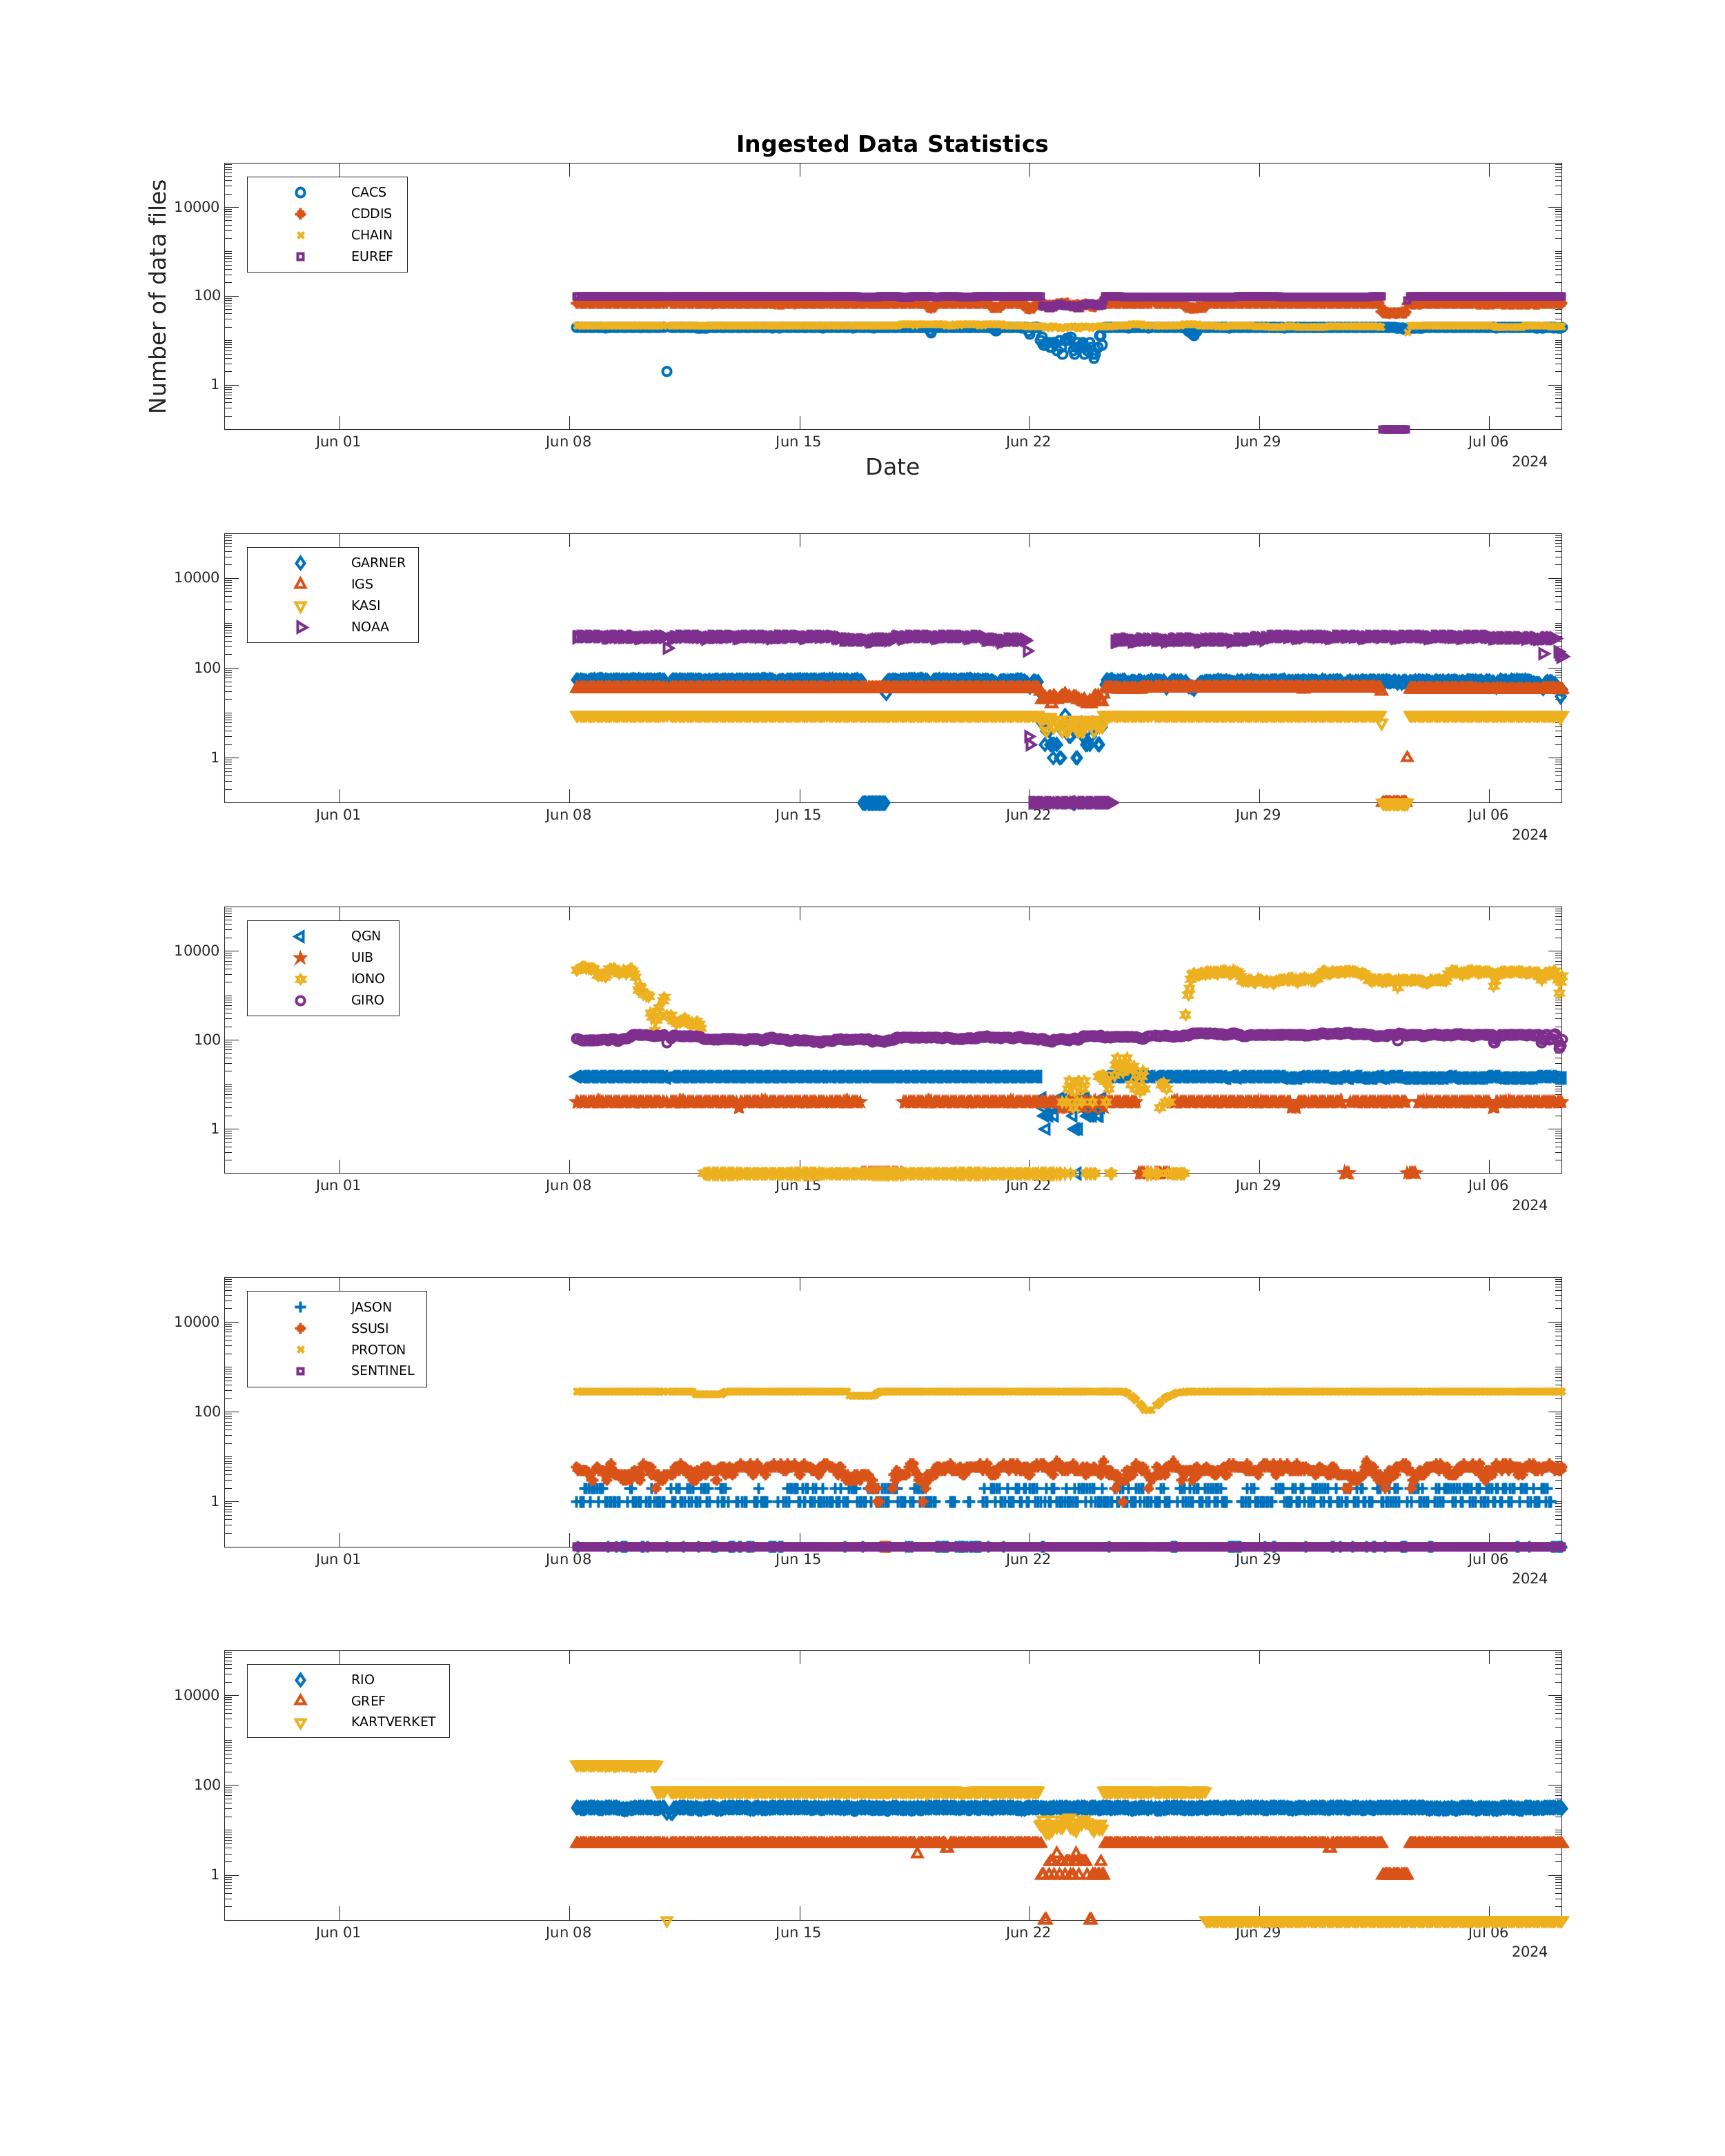 Ingested Data Statistics
Number of data files
10000
100
1
CACS
CDDIS
CHAIN
EUREF
Jun 01
Jun 08
Jun 15
Jun 22
Jun 29
Jul 06
2024
Date
10000
100
1
GARNER
IGS
KASI
NOAA
Jun 01
Jun 08
Jun 15
Jun 22
Jun 29
Jul 06
2024
10000
100
1
QGN
UIB
IONO
GIRO
Jun 01
Jun 08
Jun 15
Jun 22
Jun 29
Jul 06
2024
10000
100
1
JASON
SSUSI
PROTON
SENTINEL
Jun 01
Jun 08
Jun 15
Jun 22
Jun 29
Jul 06
2024
10000
100
1
RIO
GREF
KARTVERKET
Jun 01
Jun 08
Jun 15
Jun 22
Jun 29
Jul 06
2024